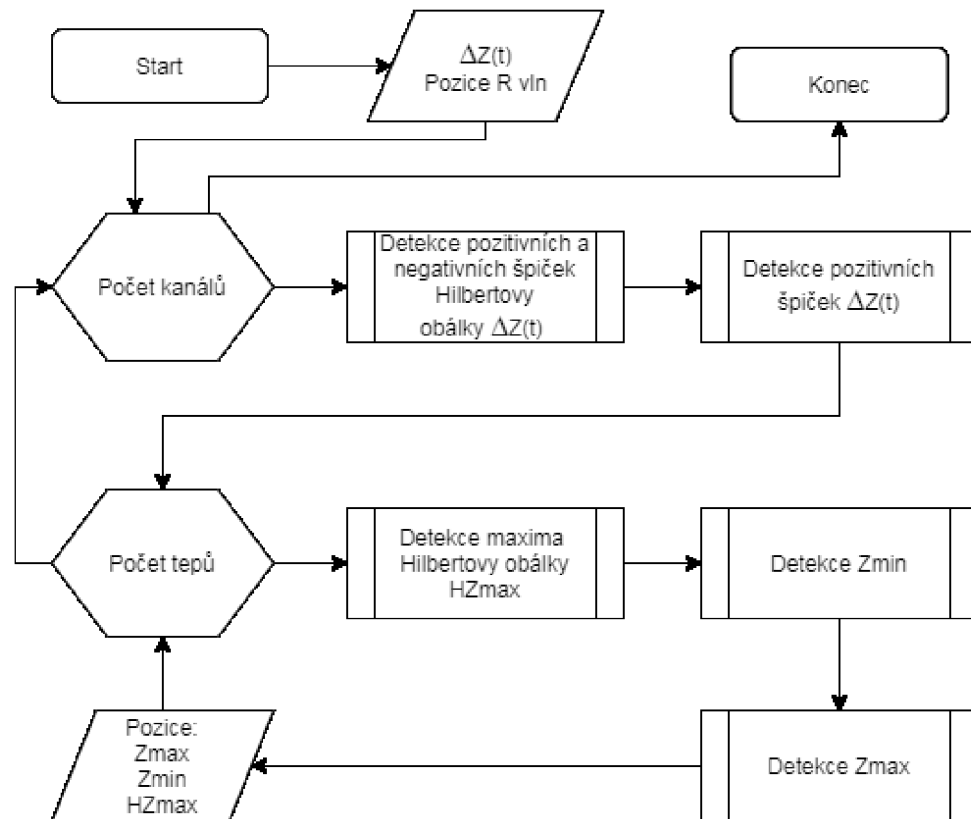 Start
ΔZ(t)
Pozice R vln
Konec
Počet kanálů
Detekce pozitivních a
negativních špiček
Hilbertovy
obálky ΔZ(t)
Detekce pozitivních
špiček ΔZ(t)
Počet tepů
Detekce maxima
Hilbertovy obálky
HZmax
Detekce Zmin
Detekce Zmax
Pozice:
Zmax
Zmin
HZmax